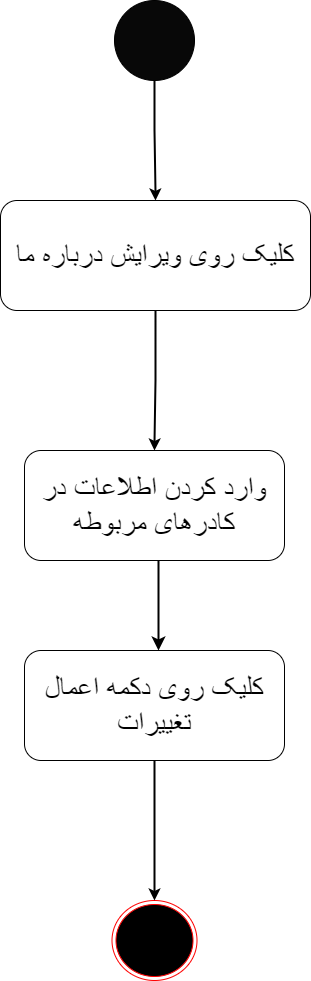 کلیک روی ویرایش درباره ما
وارد کردن اطلاعات در
کادرهای مربوطه
کلیک روی دکمه اعمال
تغییرات